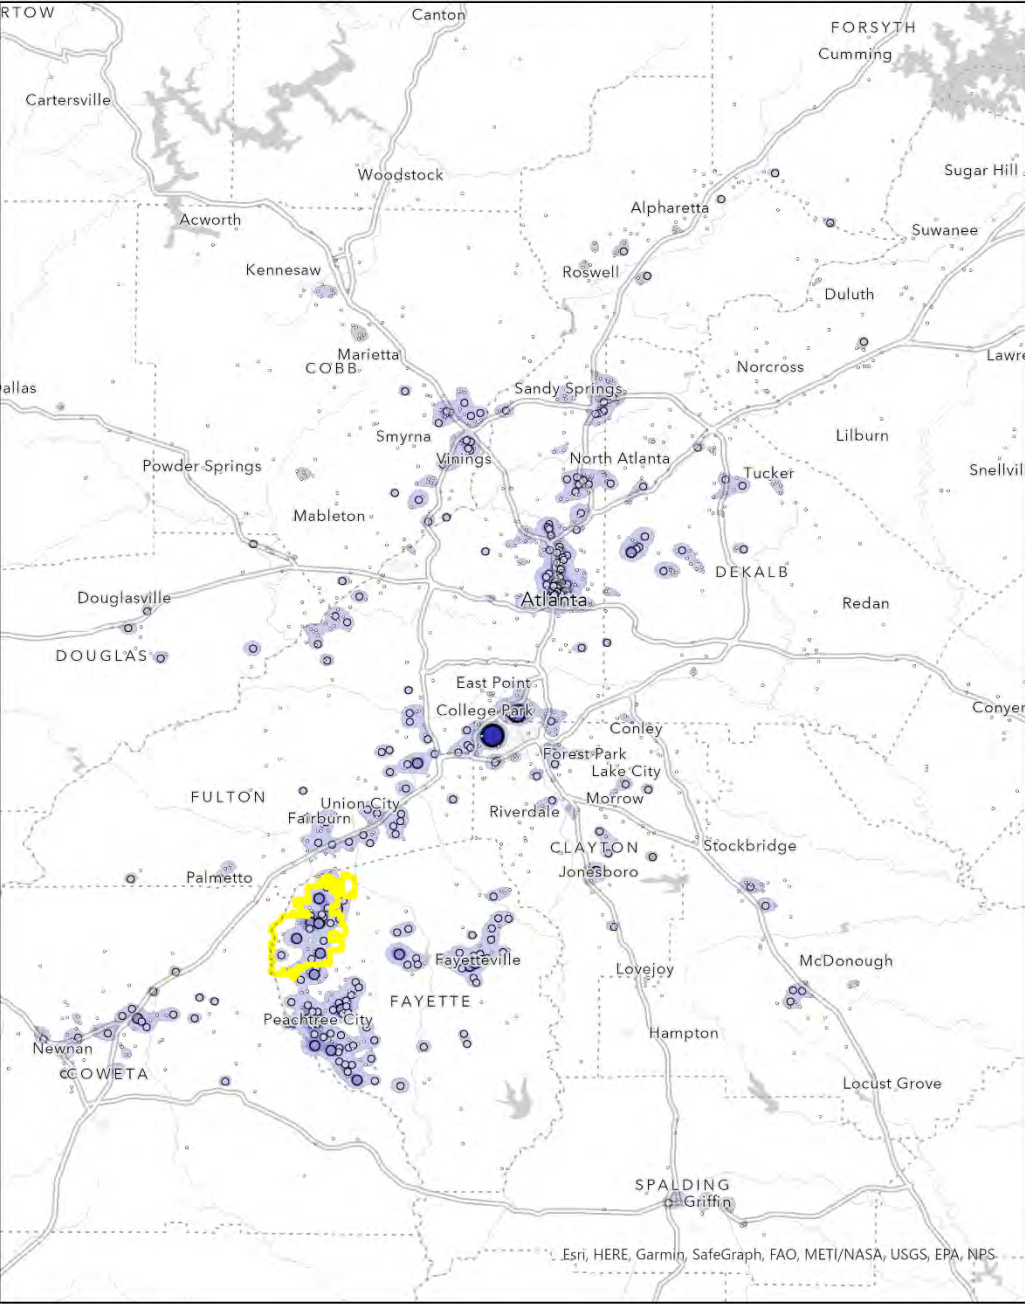 RTOW
Canton
FORSYTH
Cumming
Cartersville
Woodstock
Sugar Hill
Alpharetta
Acworth
Suwanee
Kennesaw
Roswell
Duluth
Marietta
Lawre
COBB
Norcross
allas
Sandy Springs
Smyrna
Lilburn
Vinings
North Atlanta
Powder Springs
Tucker
Snellvil
Mableton
DEKALB
Douglasville
Atlanta
Redan
DOUGLAS
East Point
College Park
Conyer
Conley
Forest Park
Lake City
FULTON
Union City
Morrow
Fairburn
Riverdale
CLAYTON
Stockbridge
Jonesboro
Palmetto
Fayetteville
McDonough
Lovejoy
FAYETTE
Peachtree City
Hampton
Newnan
COWETA
Locust Grove
SPALDING
Griffin
Esri, HERE, Garmin, SafeGraph, FAO, METI/NASA, USGS, EPA, NPS